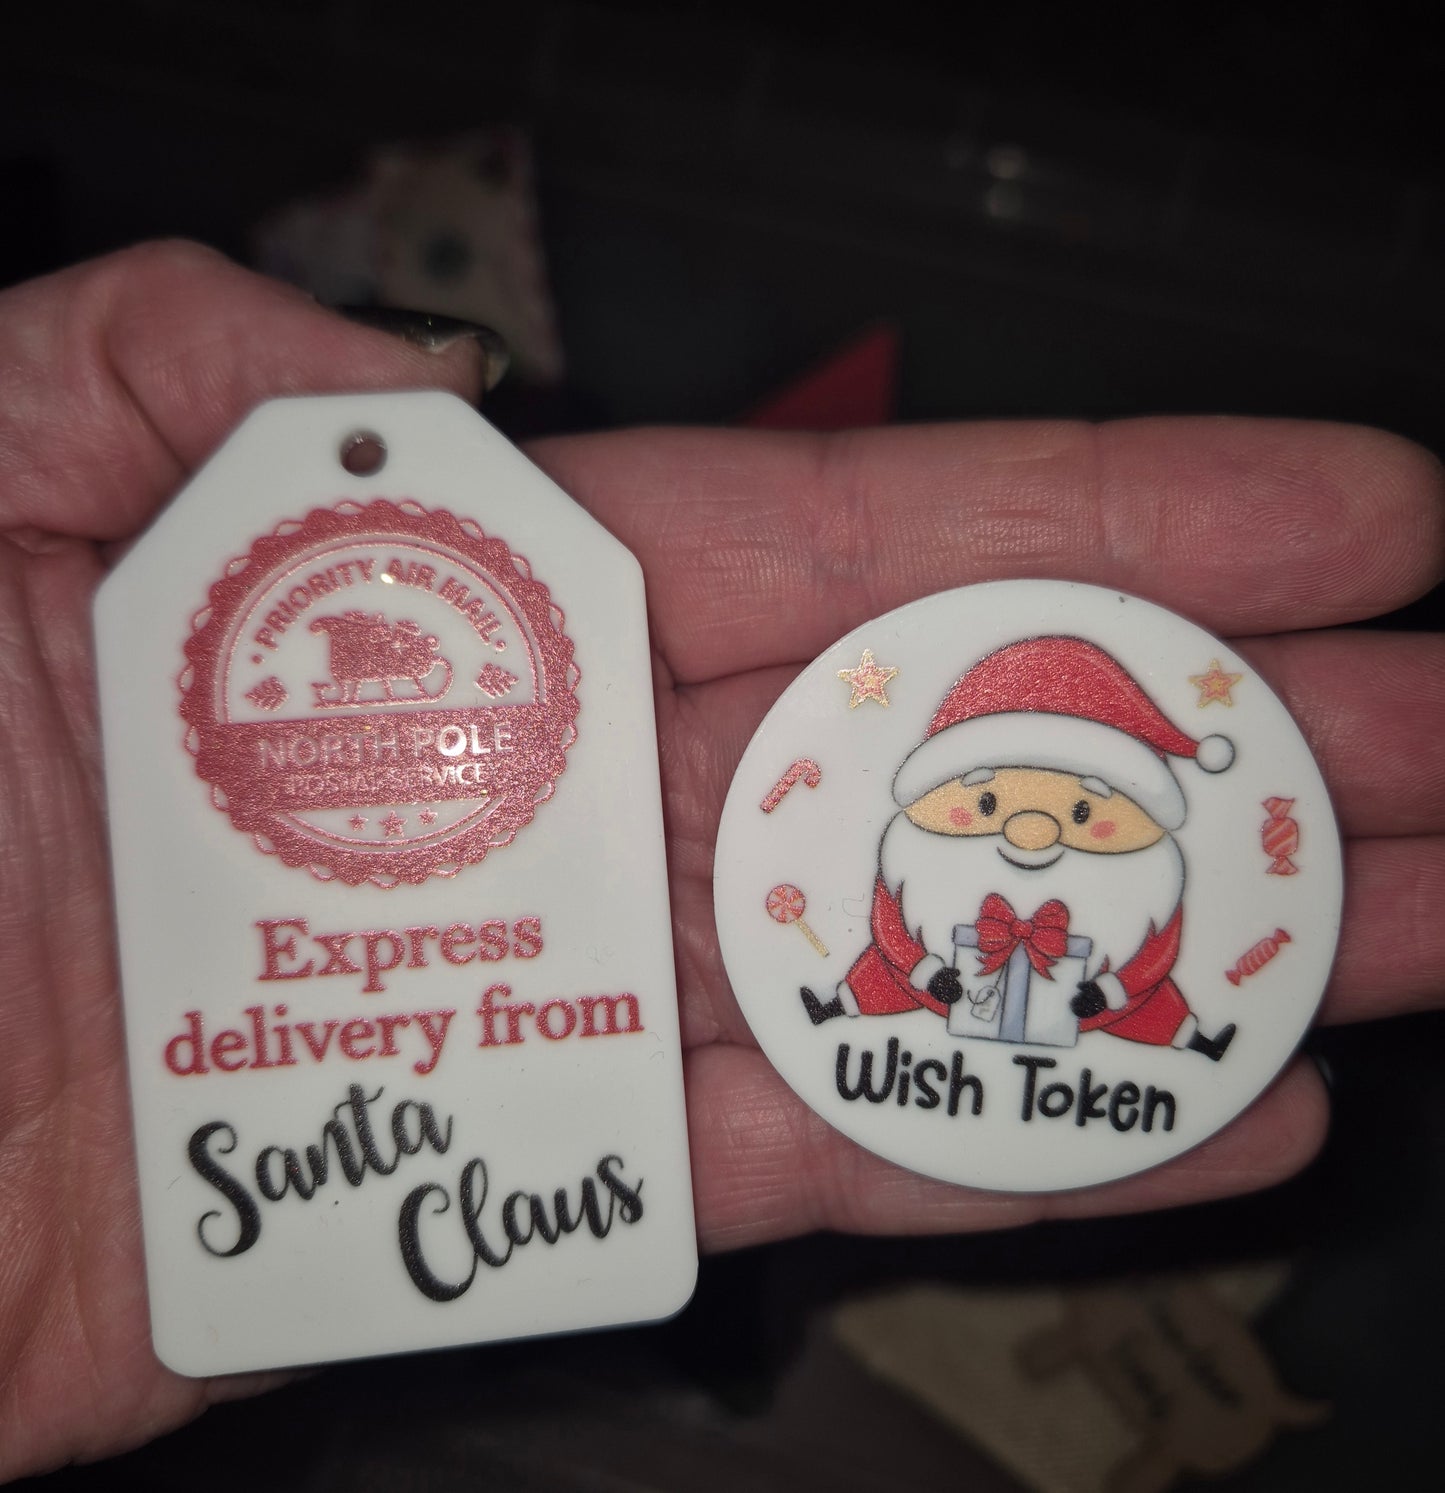 PRIORITY AIR MAIL
NORTH POLE
POSTAL SERVICE
Express
delivery from
Santa
Claus
Wish Token